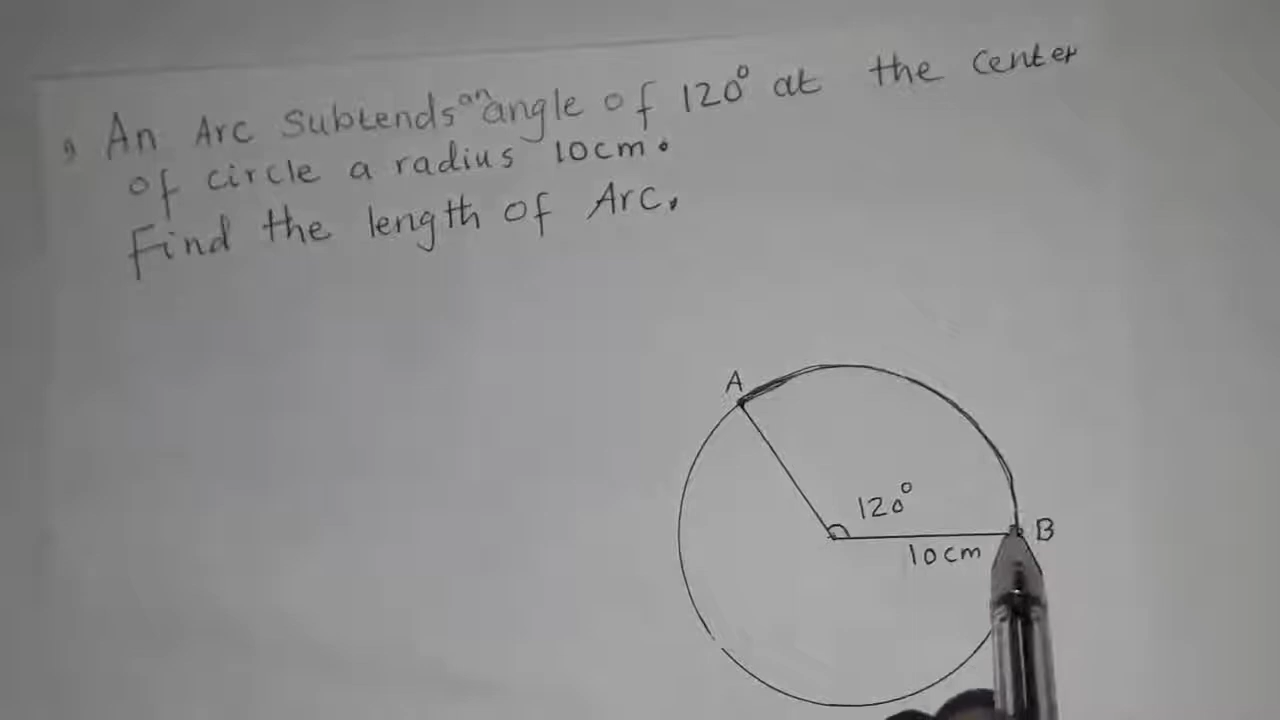 , An Arc Subtends an angle of 120° at the center
of circle a radius 10cm.
Find the length of Arc.
A
120°
B
10cm